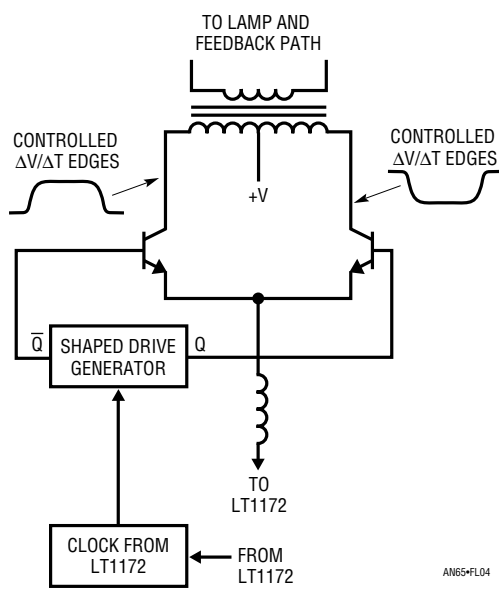 TO LAMP AND
FEEDBACK PATH
CONTROLLED
ΔV/ΔT EDGES
CONTROLLED
ΔV/ΔT EDGES
+V
Q̅
SHAPED DRIVE
GENERATOR
Q
TO
LT1172
CLOCK FROM
LT1172
FROM
LT1172
AN65•FL04